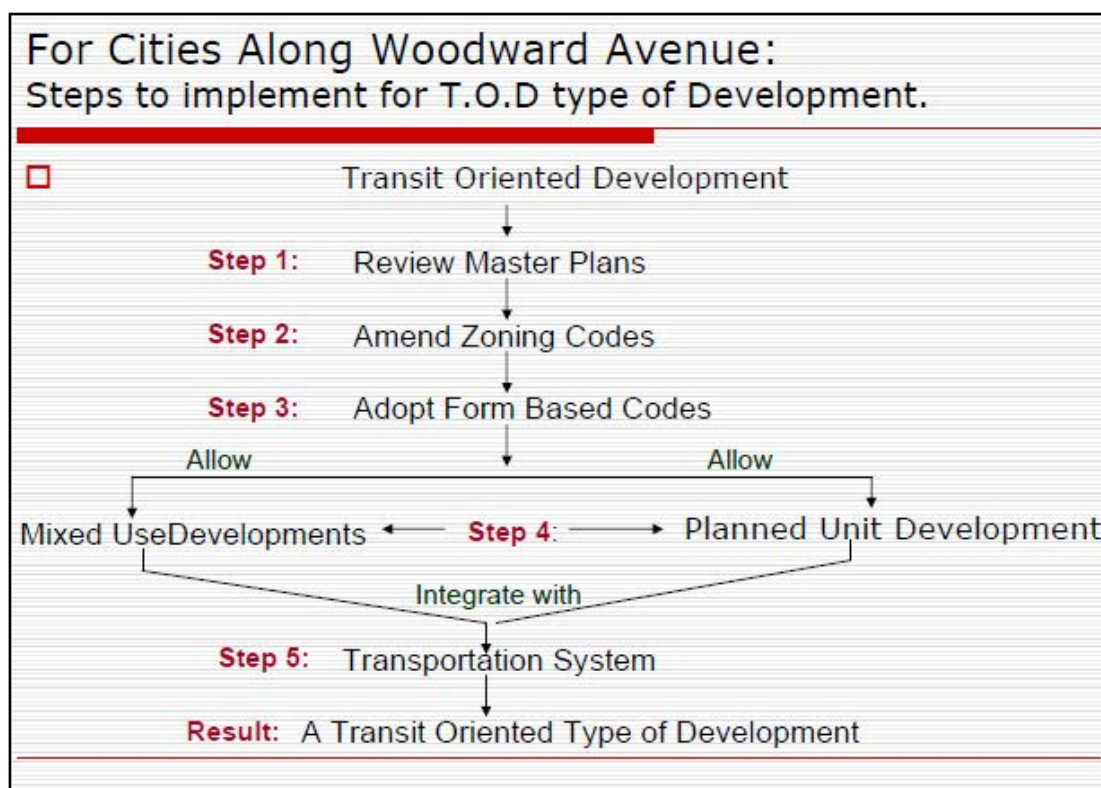 For Cities Along Woodward Avenue:
Steps to implement for T.O.D type of Development.
Transit Oriented Development
Step 1: Review Master Plans
Step 2: Amend Zoning Codes
Step 3: Adopt Form Based Codes
Allow Allow
Mixed UseDevelopments Step 4: Planned Unit Development
Integrate with
Step 5: Transportation System
Result: A Transit Oriented Type of Development